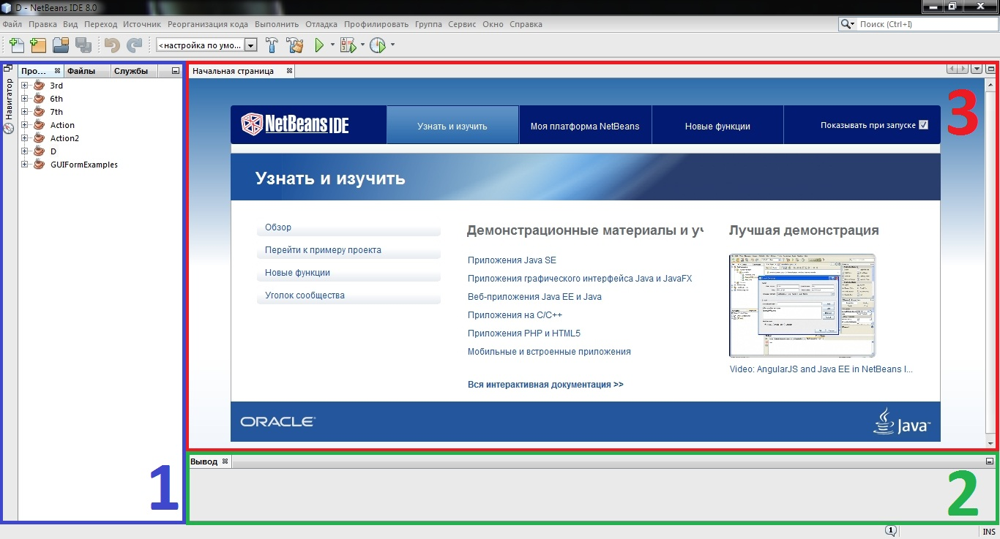 D - NetBeans IDE 8.0
Файл Правка Вид Переход Источник Реорганизация кода Выполнить Отладка Профилировать Группа Сервис Окно Справка
Поиск (Ctrl+I)
<настройка по умо...
Про... Файлы Службы
Навигатор
3rd
6th
7th
Action
Action2
D
GUIFormExamples
1
Начальная страница
3
NetBeans IDE
Узнать и изучить
Моя платформа NetBeans
Новые функции
Показывать при запуске
Узнать и изучить
Обзор
Перейти к примеру проекта
Новые функции
Уголок сообщества
Демонстрационные материалы и уч
Приложения Java SE
Приложения графического интерфейса Java и JavaFX
Веб-приложения Java EE и Java
Приложения на C/C++
Приложения PHP и HTML5
Мобильные и встроенные приложения
Вся интерактивная документация >>
Лучшая демонстрация
Video: AngularJS and Java EE in NetBeans I...
ORACLE
Java™
Вывод
2
1
INS